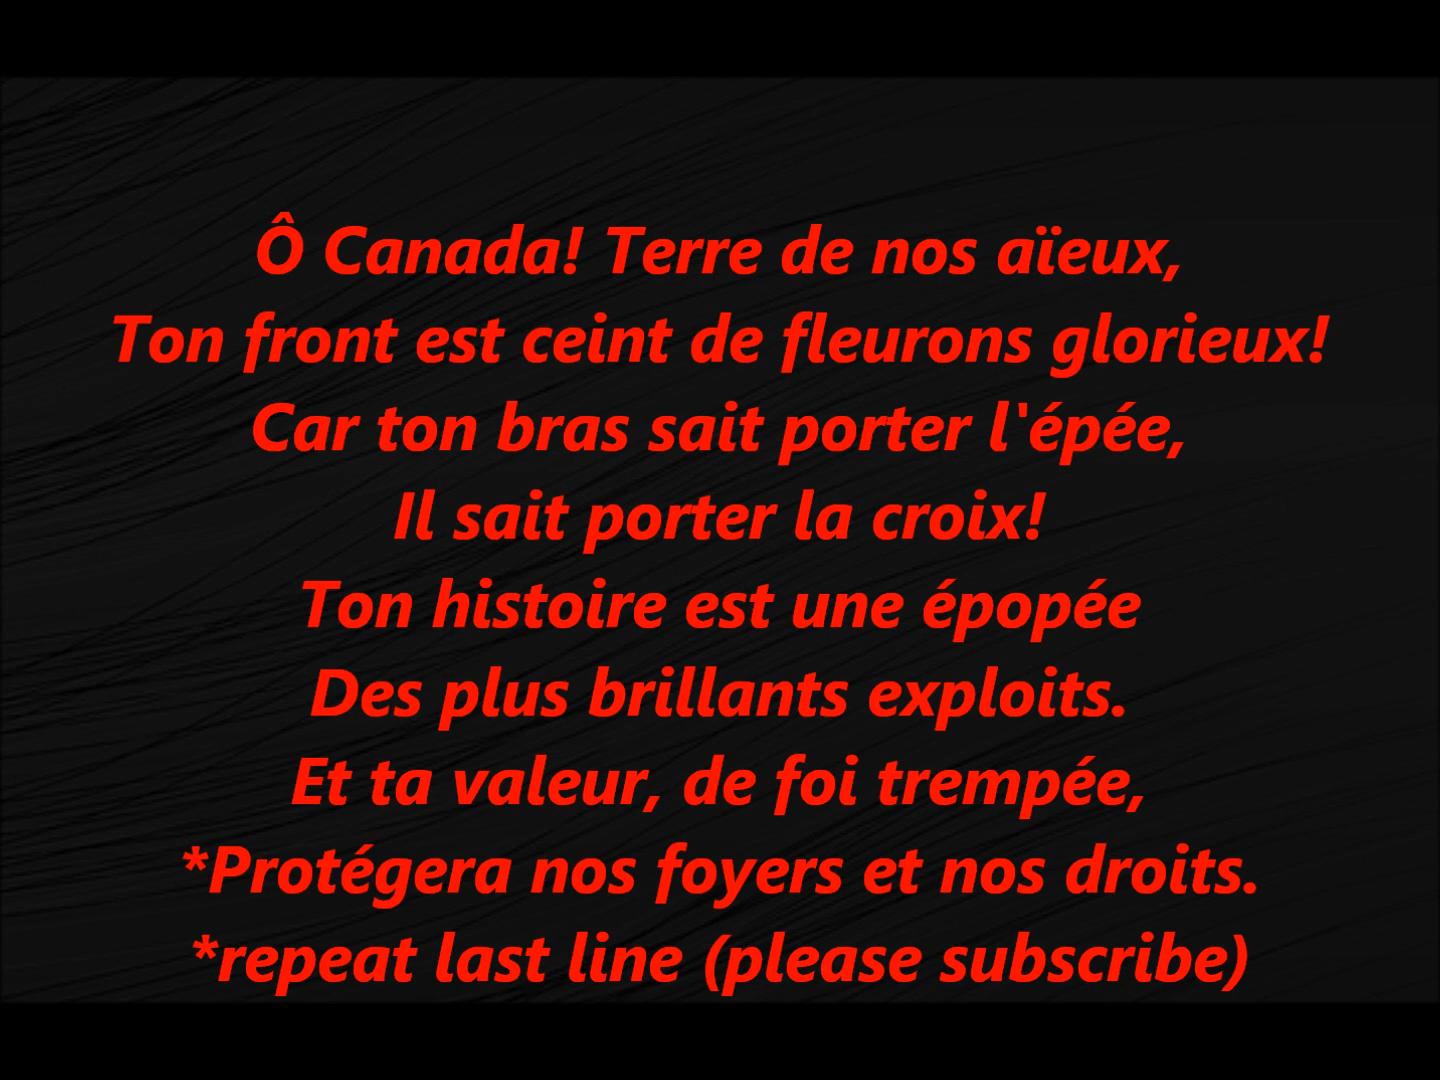 Ô Canada! Terre de nos aïeux,
Ton front est ceint de fleurons glorieux!
Car ton bras sait porter l'épée,
Il sait porter la croix!
Ton histoire est une épopée
Des plus brillants exploits.
Et ta valeur, de foi trempée,
*Protégera nos foyers et nos droits.
*repeat last line (please subscribe)